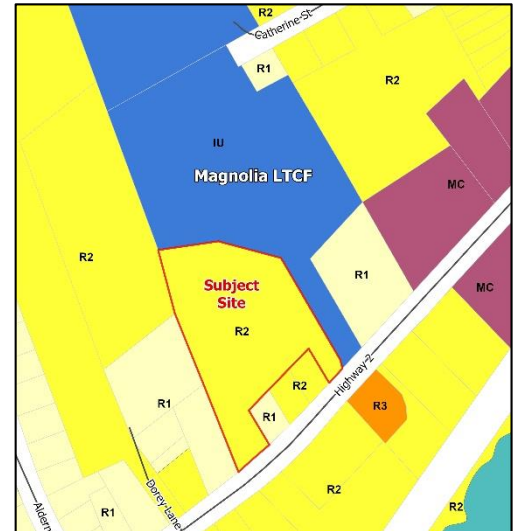 R2
Catherine St
R1
R2
IU
Magnolia LTCF
MC
R2
R1
Subject
Site
R2
MC
Highway 2
R2
R1
R1
R3
Dorey Lane
R2
R2
R1
Aldern